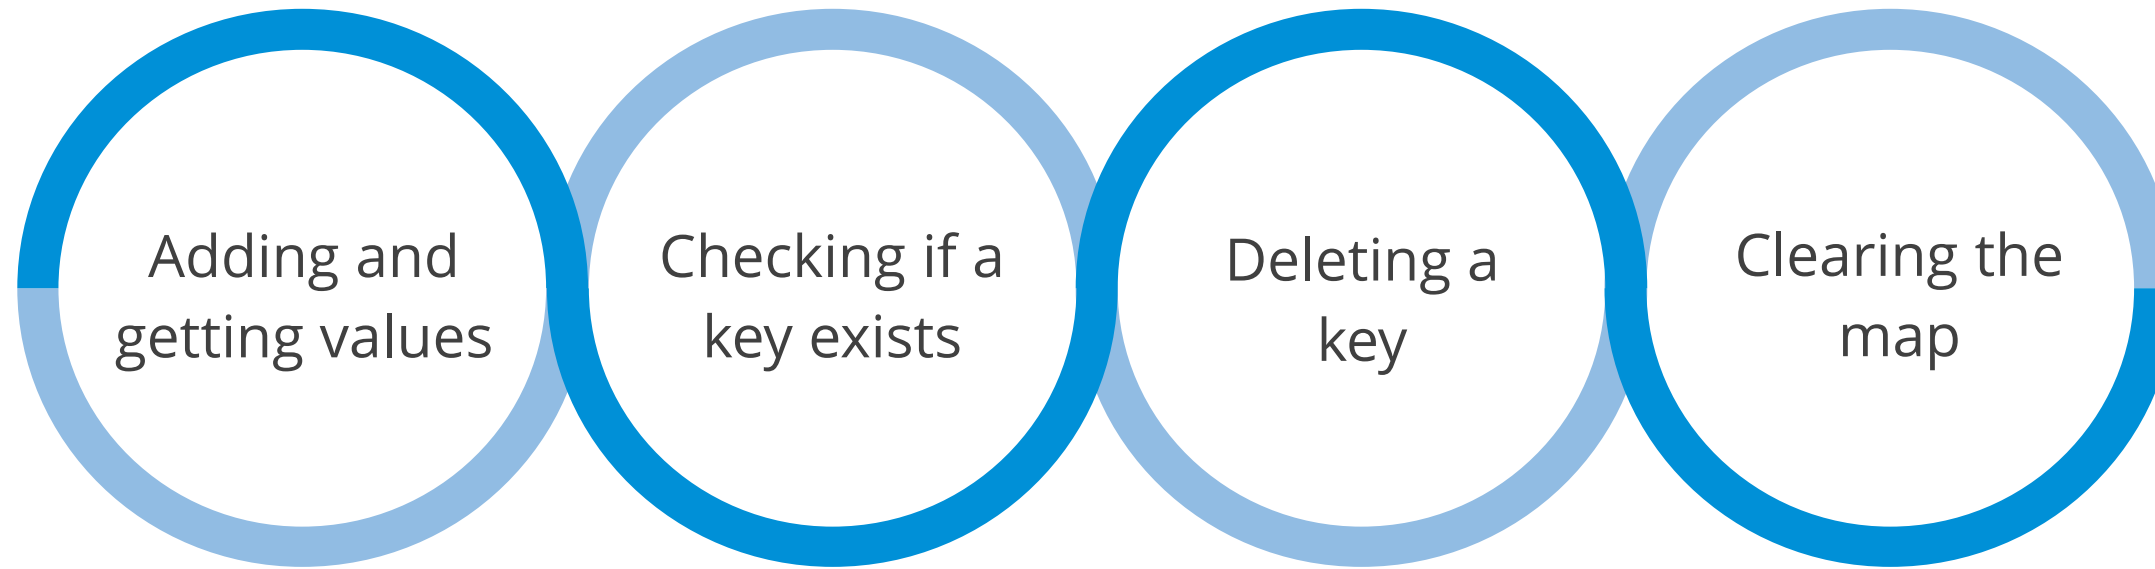 Adding and
getting values
Checking if a
key exists
Deleting a
key
Clearing the
map